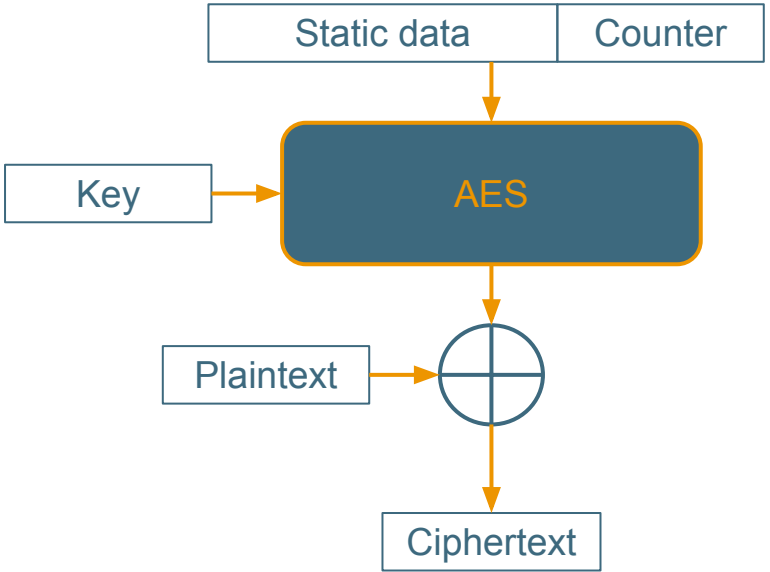 Static data
Counter
Key
AES
Plaintext
Ciphertext